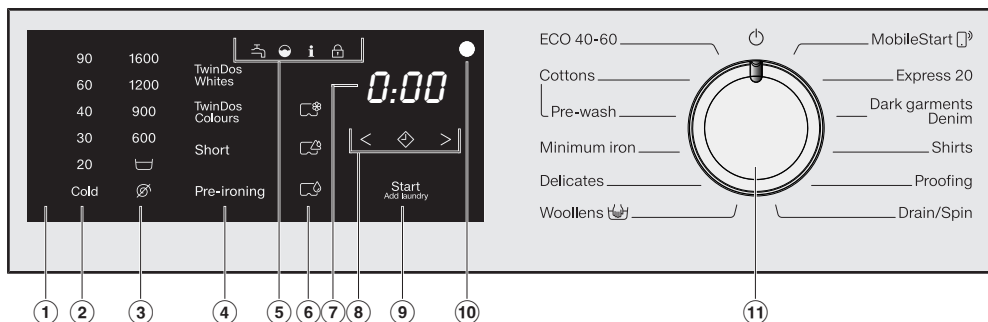 90 1600
60 1200
40 900
30 600
20
Cold
TwinDos
Whites
TwinDos
Colours
Short
Pre-ironing
0:00
< >
Start
Add laundry
ECO 40-60
Cottons
Pre-wash
Minimum iron
Delicates
Woollens
MobileStart
Express 20
Dark garments
Denim
Shirts
Proofing
Drain/Spin
1 2 3 4 5 6 7 8 9 10 11